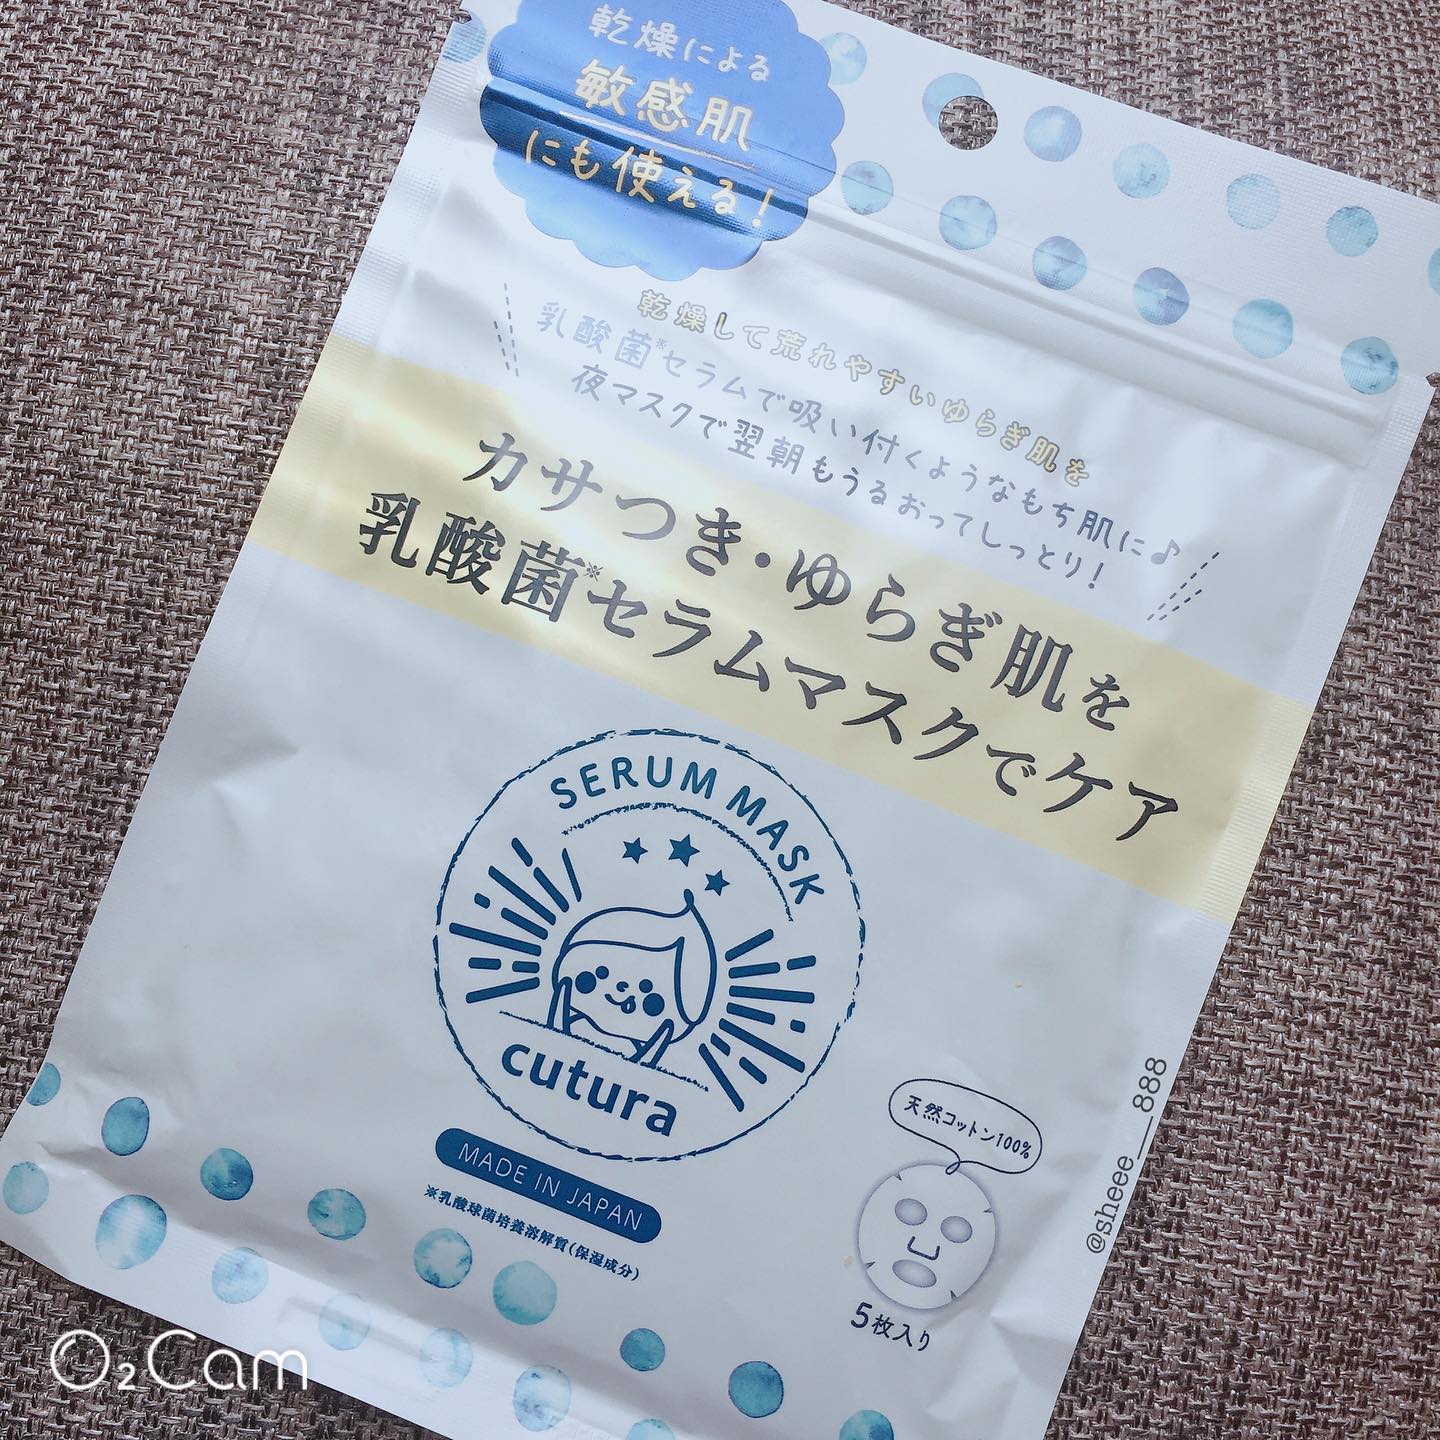 乾燥による
敏感肌
にも使える!
乾燥して荒れやすいゆらぎ肌を
乳酸菌※セラムで吸い付くようなもち肌に♪
夜マスクで翌朝もうるおってしっとり!
カサつき・ゆらぎ肌を
乳酸菌※セラムマスクでケア
SERUM MASK
cutura
MADE IN JAPAN
※乳酸球菌培養溶解質(保湿成分)
天然コットン100%
5枚入り
@sheee__888
O₂Cam